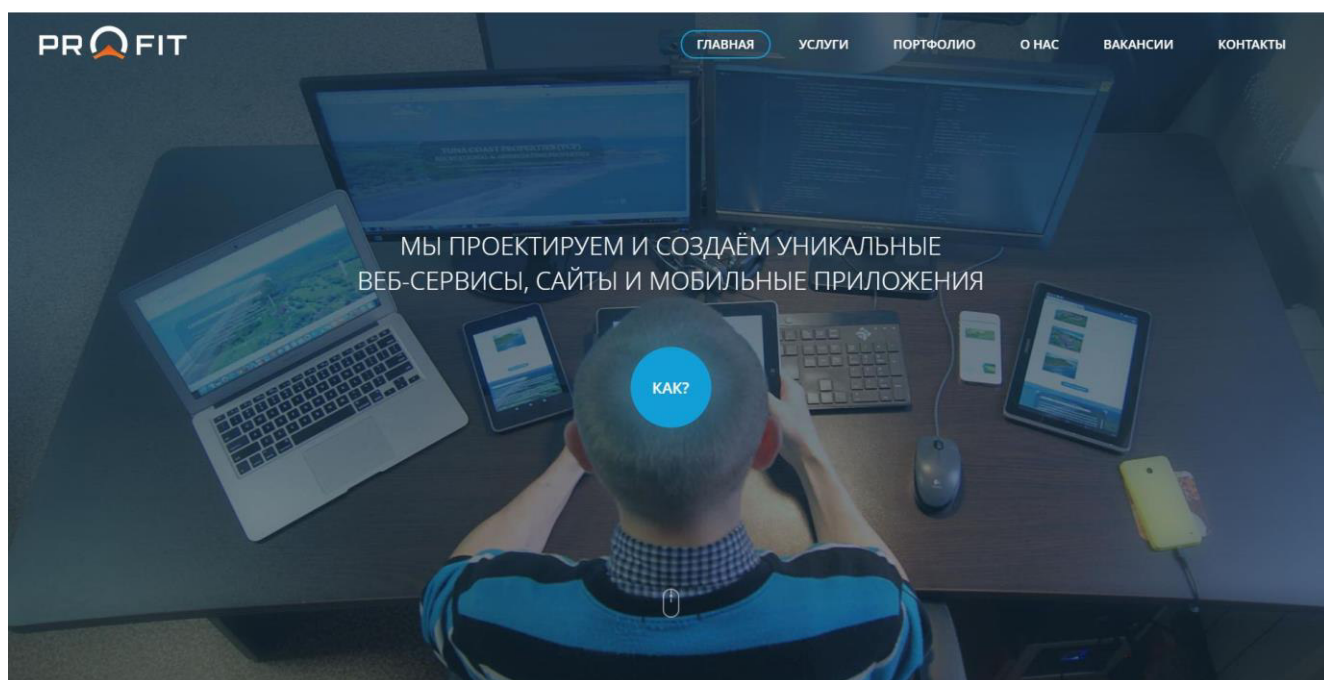 PROFIT
ГЛАВНАЯ УСЛУГИ ПОРТФОЛИО О НАС ВАКАНСИИ КОНТАКТЫ
МЫ ПРОЕКТИРУЕМ И СОЗДАЁМ УНИКАЛЬНЫЕ
ВЕБ-СЕРВИСЫ, САЙТЫ И МОБИЛЬНЫЕ ПРИЛОЖЕНИЯ
КАК?